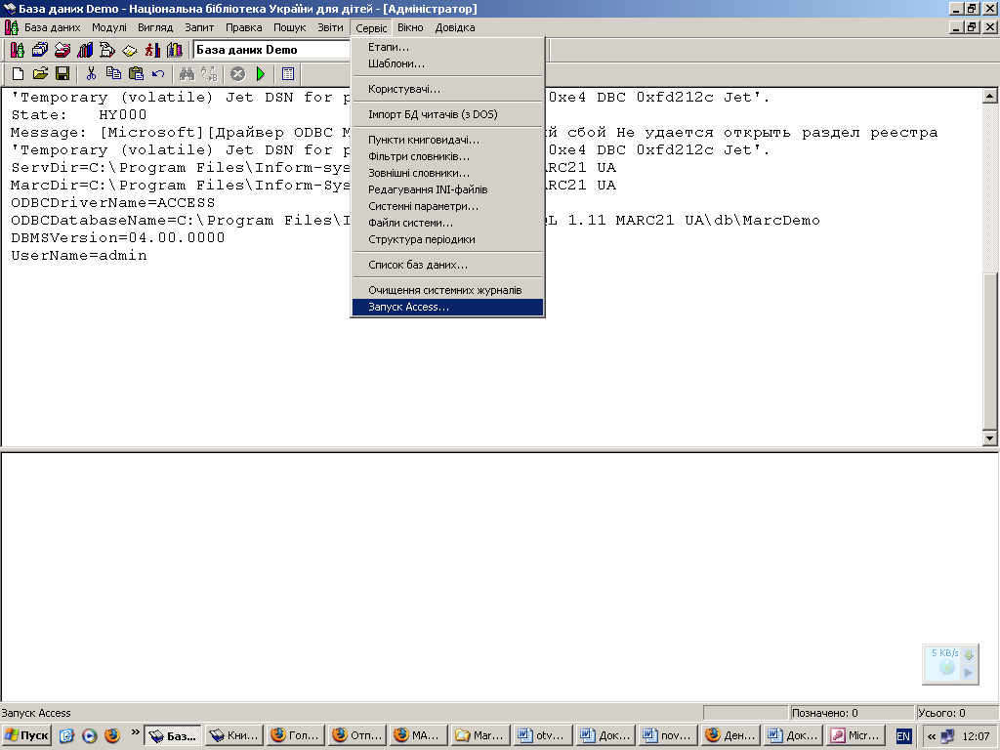 База даних Demo - Національна бібліотека України для дітей - [Адміністратор]
База даних Модулі Вигляд Запит Правка Пошук Звіти Сервіс Вікно Довідка
База даних Demo
Етапи...
Шаблони...
Користувачі...
Імпорт БД читачів (з DOS)
Пункти книговидачі...
Фільтри словників...
Зовнішні словники...
Редагування INI-файлів
Системні параметри...
Файли системи...
Структура періодики
Список баз даних...
Очищення системних журналів
Запуск Access...
'Temporary (volatile) Jet DSN for p 0xe4 DBC 0xfd212c Jet'.
State: HY000
Message: [Microsoft][Драйвер ODBC M й сбой Не удается открыть раздел реестра
'Temporary (volatile) Jet DSN for p 0xe4 DBC 0xfd212c Jet'.
ServDir=C:\Program Files\Inform-sys ARC21 UA
MarcDir=C:\Program Files\Inform-Sys ARC21 UA
ODBCDriverName=ACCESS
ODBCDatabaseName=C:\Program Files\I QL 1.11 MARC21 UA\db\MarcDemo
DBMSVersion=04.00.0000
UserName=admin
5 KB/s
Запуск Access Позначено: 0 Усього: 0
Пуск » Баз... Кни... Гол... Отп... МА... Mar... otv... Док... nov... Ден... Док... Micr... EN « 12:07